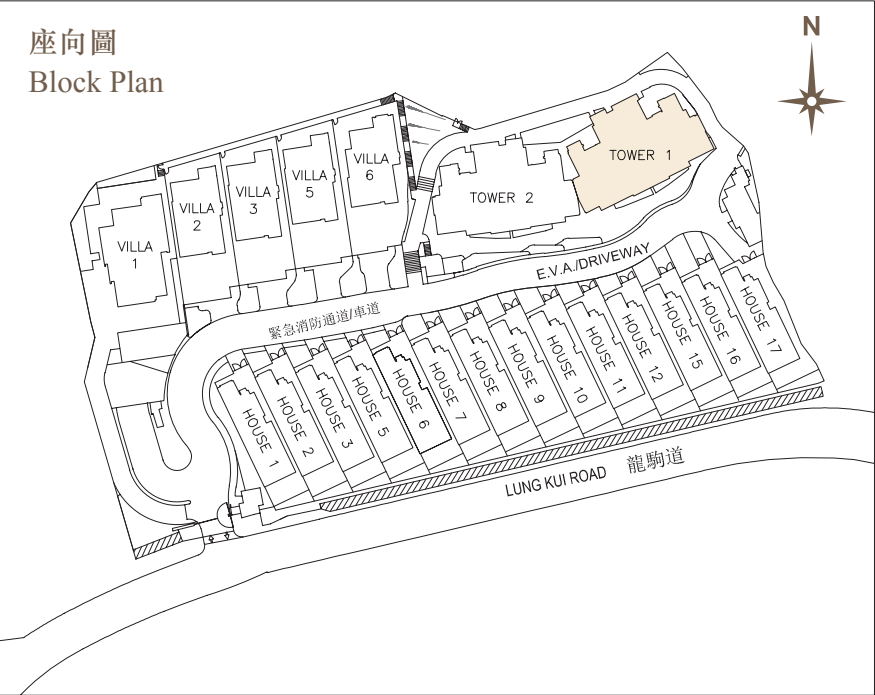 座向圖
Block Plan
N
VILLA
1
VILLA
2
VILLA
3
VILLA
5
VILLA
6
TOWER 2
TOWER 1
E.V.A./DRIVEWAY
緊急消防通道/車道
HOUSE 1
HOUSE 2
HOUSE 3
HOUSE 5
HOUSE 6
HOUSE 7
HOUSE 8
HOUSE 9
HOUSE 10
HOUSE 11
HOUSE 12
HOUSE 15
HOUSE 16
HOUSE 17
LUNG KUI ROAD 龍駒道